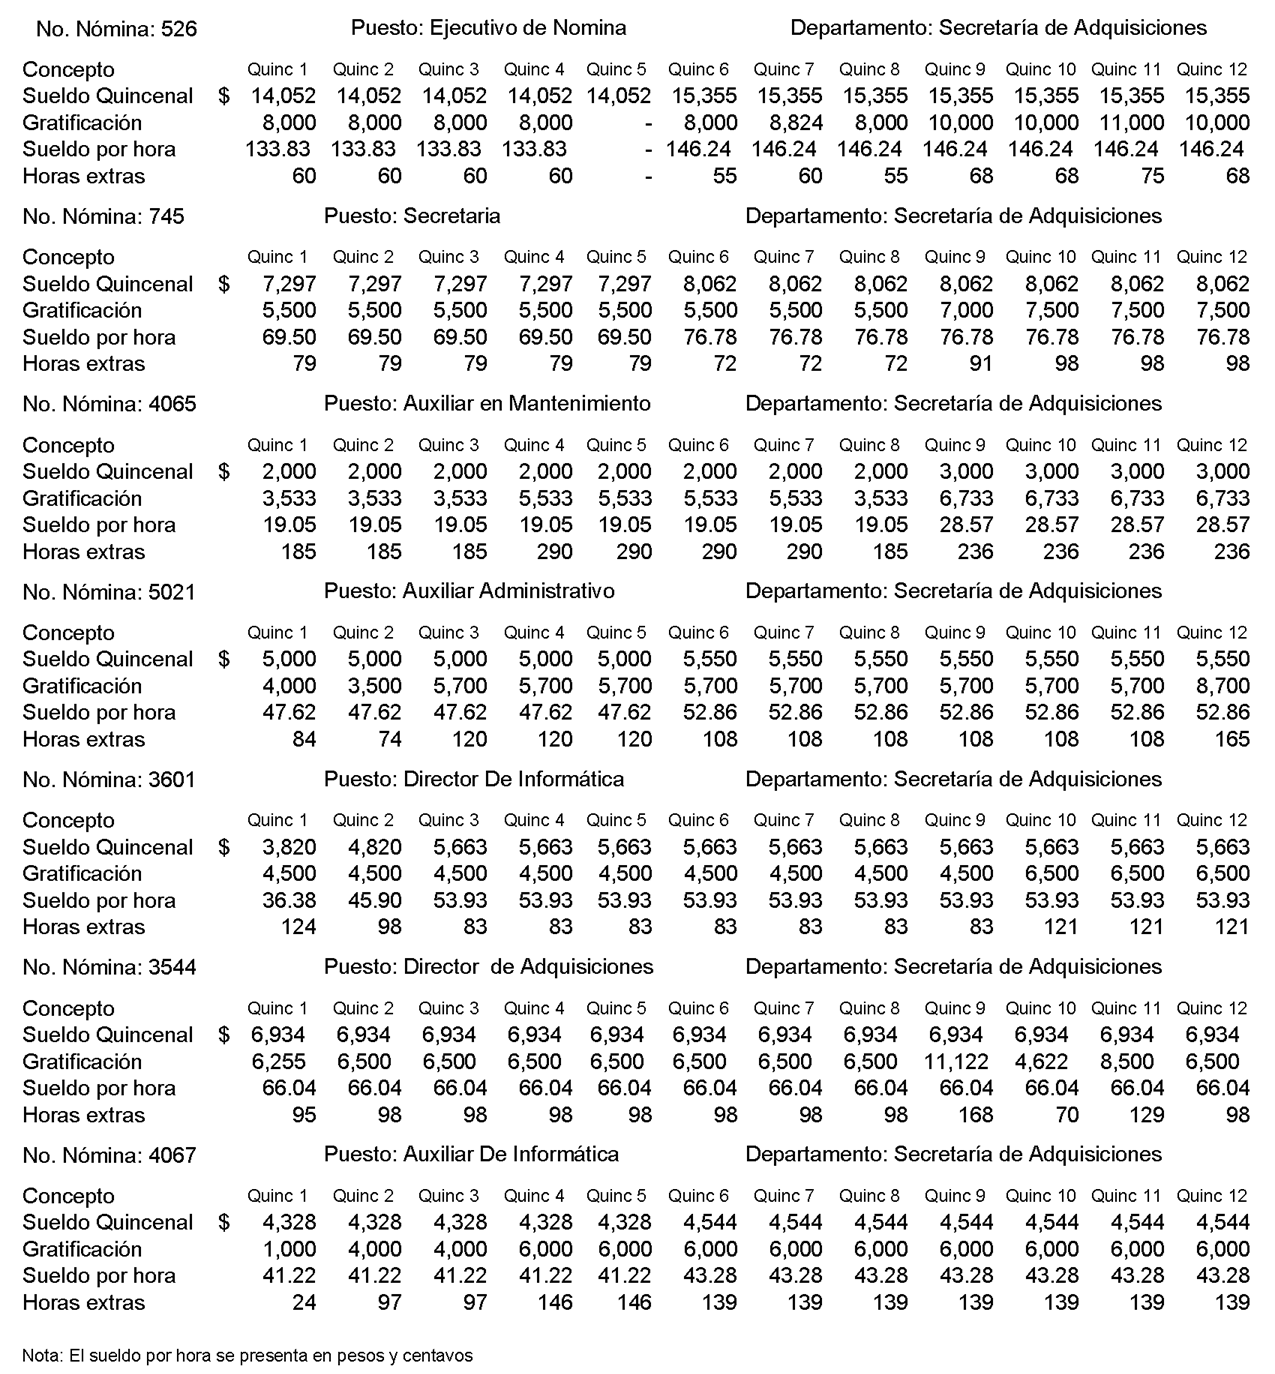 No. Nómina: 526 Puesto: Ejecutivo de Nomina Departamento: Secretaría de Adquisiciones
Concepto Quinc 1 Quinc 2 Quinc 3 Quinc 4 Quinc 5 Quinc 6 Quinc 7 Quinc 8 Quinc 9 Quinc 10 Quinc 11 Quinc 12
Sueldo Quincenal $ 14,052 14,052 14,052 14,052 14,052 15,355 15,355 15,355 15,355 15,355 15,355 15,355
Gratificación 8,000 8,000 8,000 8,000 - 8,000 8,824 8,000 10,000 10,000 11,000 10,000
Sueldo por hora 133.83 133.83 133.83 133.83 - 146.24 146.24 146.24 146.24 146.24 146.24 146.24
Horas extras 60 60 60 60 - 55 60 55 68 68 75 68
No. Nómina: 745 Puesto: Secretaria Departamento: Secretaría de Adquisiciones
Concepto Quinc 1 Quinc 2 Quinc 3 Quinc 4 Quinc 5 Quinc 6 Quinc 7 Quinc 8 Quinc 9 Quinc 10 Quinc 11 Quinc 12
Sueldo Quincenal $ 7,297 7,297 7,297 7,297 7,297 8,062 8,062 8,062 8,062 8,062 8,062 8,062
Gratificación 5,500 5,500 5,500 5,500 5,500 5,500 5,500 5,500 7,000 7,500 7,500 7,500
Sueldo por hora 69.50 69.50 69.50 69.50 69.50 76.78 76.78 76.78 76.78 76.78 76.78 76.78
Horas extras 79 79 79 79 79 72 72 72 91 98 98 98
No. Nómina: 4065 Puesto: Auxiliar en Mantenimiento Departamento: Secretaría de Adquisiciones
Concepto Quinc 1 Quinc 2 Quinc 3 Quinc 4 Quinc 5 Quinc 6 Quinc 7 Quinc 8 Quinc 9 Quinc 10 Quinc 11 Quinc 12
Sueldo Quincenal $ 2,000 2,000 2,000 2,000 2,000 2,000 2,000 2,000 3,000 3,000 3,000 3,000
Gratificación 3,533 3,533 3,533 5,533 5,533 5,533 5,533 3,533 6,733 6,733 6,733 6,733
Sueldo por hora 19.05 19.05 19.05 19.05 19.05 19.05 19.05 19.05 28.57 28.57 28.57 28.57
Horas extras 185 185 185 290 290 290 290 185 236 236 236 236
No. Nómina: 5021 Puesto: Auxiliar Administrativo Departamento: Secretaría de Adquisiciones
Concepto Quinc 1 Quinc 2 Quinc 3 Quinc 4 Quinc 5 Quinc 6 Quinc 7 Quinc 8 Quinc 9 Quinc 10 Quinc 11 Quinc 12
Sueldo Quincenal $ 5,000 5,000 5,000 5,000 5,000 5,550 5,550 5,550 5,550 5,550 5,550 5,550
Gratificación 4,000 3,500 5,700 5,700 5,700 5,700 5,700 5,700 5,700 5,700 5,700 8,700
Sueldo por hora 47.62 47.62 47.62 47.62 47.62 52.86 52.86 52.86 52.86 52.86 52.86 52.86
Horas extras 84 74 120 120 120 108 108 108 108 108 108 165
No. Nómina: 3601 Puesto: Director De Informática Departamento: Secretaría de Adquisiciones
Concepto Quinc 1 Quinc 2 Quinc 3 Quinc 4 Quinc 5 Quinc 6 Quinc 7 Quinc 8 Quinc 9 Quinc 10 Quinc 11 Quinc 12
Sueldo Quincenal $ 3,820 4,820 5,663 5,663 5,663 5,663 5,663 5,663 5,663 5,663 5,663 5,663
Gratificación 4,500 4,500 4,500 4,500 4,500 4,500 4,500 4,500 4,500 6,500 6,500 6,500
Sueldo por hora 36.38 45.90 53.93 53.93 53.93 53.93 53.93 53.93 53.93 53.93 53.93 53.93
Horas extras 124 98 83 83 83 83 83 83 83 121 121 121
No. Nómina: 3544 Puesto: Director de Adquisiciones Departamento: Secretaría de Adquisiciones
Concepto Quinc 1 Quinc 2 Quinc 3 Quinc 4 Quinc 5 Quinc 6 Quinc 7 Quinc 8 Quinc 9 Quinc 10 Quinc 11 Quinc 12
Sueldo Quincenal $ 6,934 6,934 6,934 6,934 6,934 6,934 6,934 6,934 6,934 6,934 6,934 6,934
Gratificación 6,255 6,500 6,500 6,500 6,500 6,500 6,500 6,500 11,122 4,622 8,500 6,500
Sueldo por hora 66.04 66.04 66.04 66.04 66.04 66.04 66.04 66.04 66.04 66.04 66.04 66.04
Horas extras 95 98 98 98 98 98 98 98 168 70 129 98
No. Nómina: 4067 Puesto: Auxiliar De Informática Departamento: Secretaría de Adquisiciones
Concepto Quinc 1 Quinc 2 Quinc 3 Quinc 4 Quinc 5 Quinc 6 Quinc 7 Quinc 8 Quinc 9 Quinc 10 Quinc 11 Quinc 12
Sueldo Quincenal $ 4,328 4,328 4,328 4,328 4,328 4,544 4,544 4,544 4,544 4,544 4,544 4,544
Gratificación 1,000 4,000 4,000 6,000 6,000 6,000 6,000 6,000 6,000 6,000 6,000 6,000
Sueldo por hora 41.22 41.22 41.22 41.22 41.22 43.28 43.28 43.28 43.28 43.28 43.28 43.28
Horas extras 24 97 97 146 146 139 139 139 139 139 139 139
Nota: El sueldo por hora se presenta en pesos y centavos